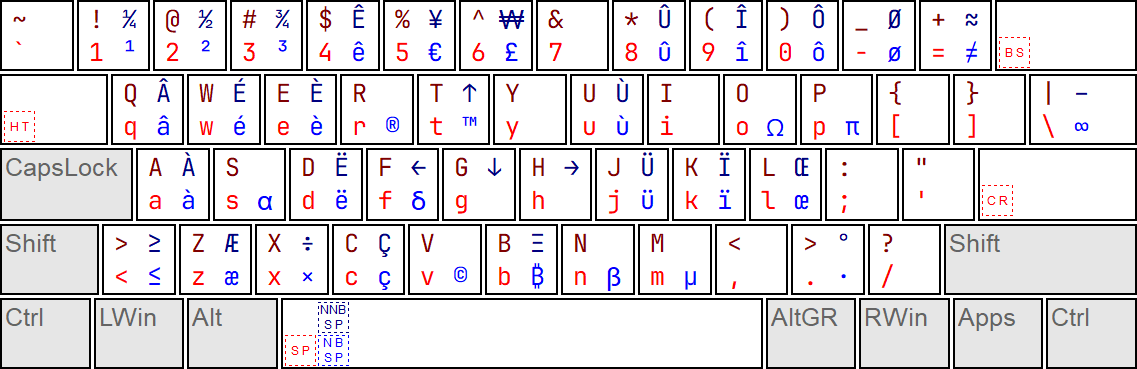 ~ ! ¼ @ ½ # ¾ $ Ê % ¥ ^ ₩ & * Û ( Î ) Ô _ Ø + ≈
` 1 ¹ 2 ² 3 ³ 4 ê 5 € 6 £ 7 8 û 9 î 0 ô - ø = ≠ BS
Q Â W É E È R T ↑ Y U Ù I O P { } | –
HT q â w é e è r ® t ™ y u ù i o Ω p π [ ] \ ∞
CapsLock A À S D Ë F ← G ↓ H → J Ü K Ï L Œ : "
a à s α d ë f δ g h j ü k ï l œ ; ' CR
Shift > ≥ Z Æ X ÷ C Ç V B Ξ N M < > ° ? Shift
< ≤ z æ x × c ç v © b ₿ n β m µ , . · /
Ctrl LWin Alt NNB SP AltGR RWin Apps Ctrl
SP NB SP